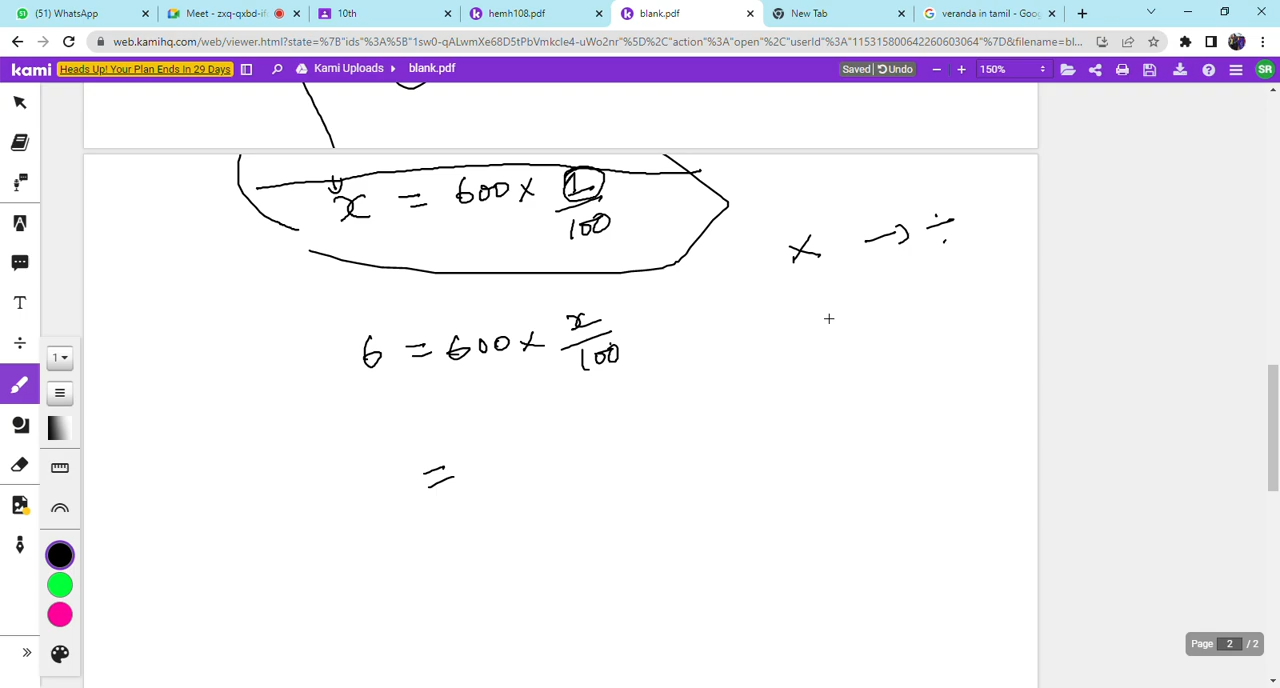 (51) WhatsApp
Meet - zxq-qxbd-if
10th
hemh108.pdf
blank.pdf
New Tab
veranda in tamil - Goo
web.kamihq.com/web/viewer.html?state=%7B"ids"%3A%5B"1sw0-qALwmXe68D5tPbVmkcle4-uWo2nr"%5D%2C"action"%3A"open"%2C"userId"%3A"115315800642260603064"%7D&filename=bl...
kami Heads Up! Your Plan Ends In 29 Days Kami Uploads blank.pdf Saved Undo 150% SR
x = 600 × 1/100
× → ÷
6 = 600 × x/100
1
=
T
Page 2 / 2